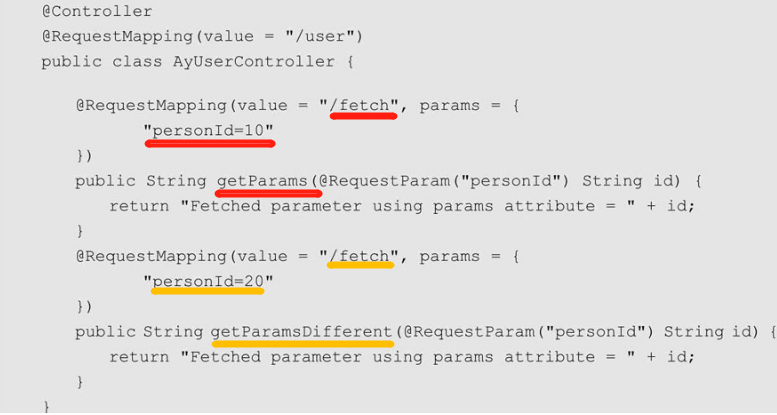 @Controller
@RequestMapping(value = "/user")
public class AyUserController {
@RequestMapping(value = "/fetch", params = {
"personId=10"
})
public String getParams(@RequestParam("personId") String id) {
return "Fetched parameter using params attribute = " + id;
}
@RequestMapping(value = "/fetch", params = {
"personId=20"
})
public String getParamsDifferent(@RequestParam("personId") String id) {
return "Fetched parameter using params attribute = " + id;
}
}